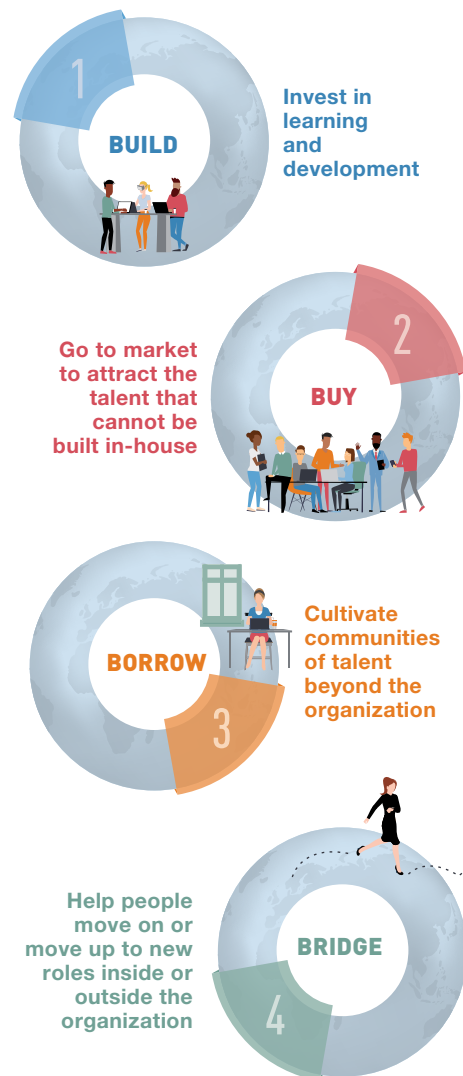 1
BUILD
Invest in
learning
and
development
2
BUY
Go to market
to attract the
talent that
cannot be
built in-house
BORROW
3
Cultivate
communities
of talent
beyond the
organization
Help people
move on or
move up to new
roles inside or
outside the
organization
BRIDGE
4